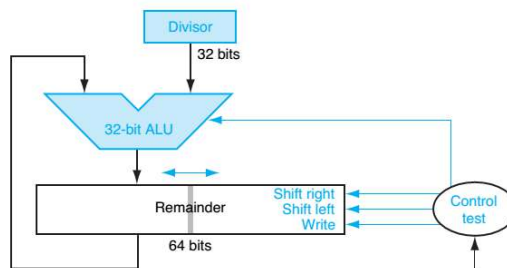 Divisor
32 bits
32-bit ALU
Remainder
Shift right
Shift left
Write
Control
test
64 bits